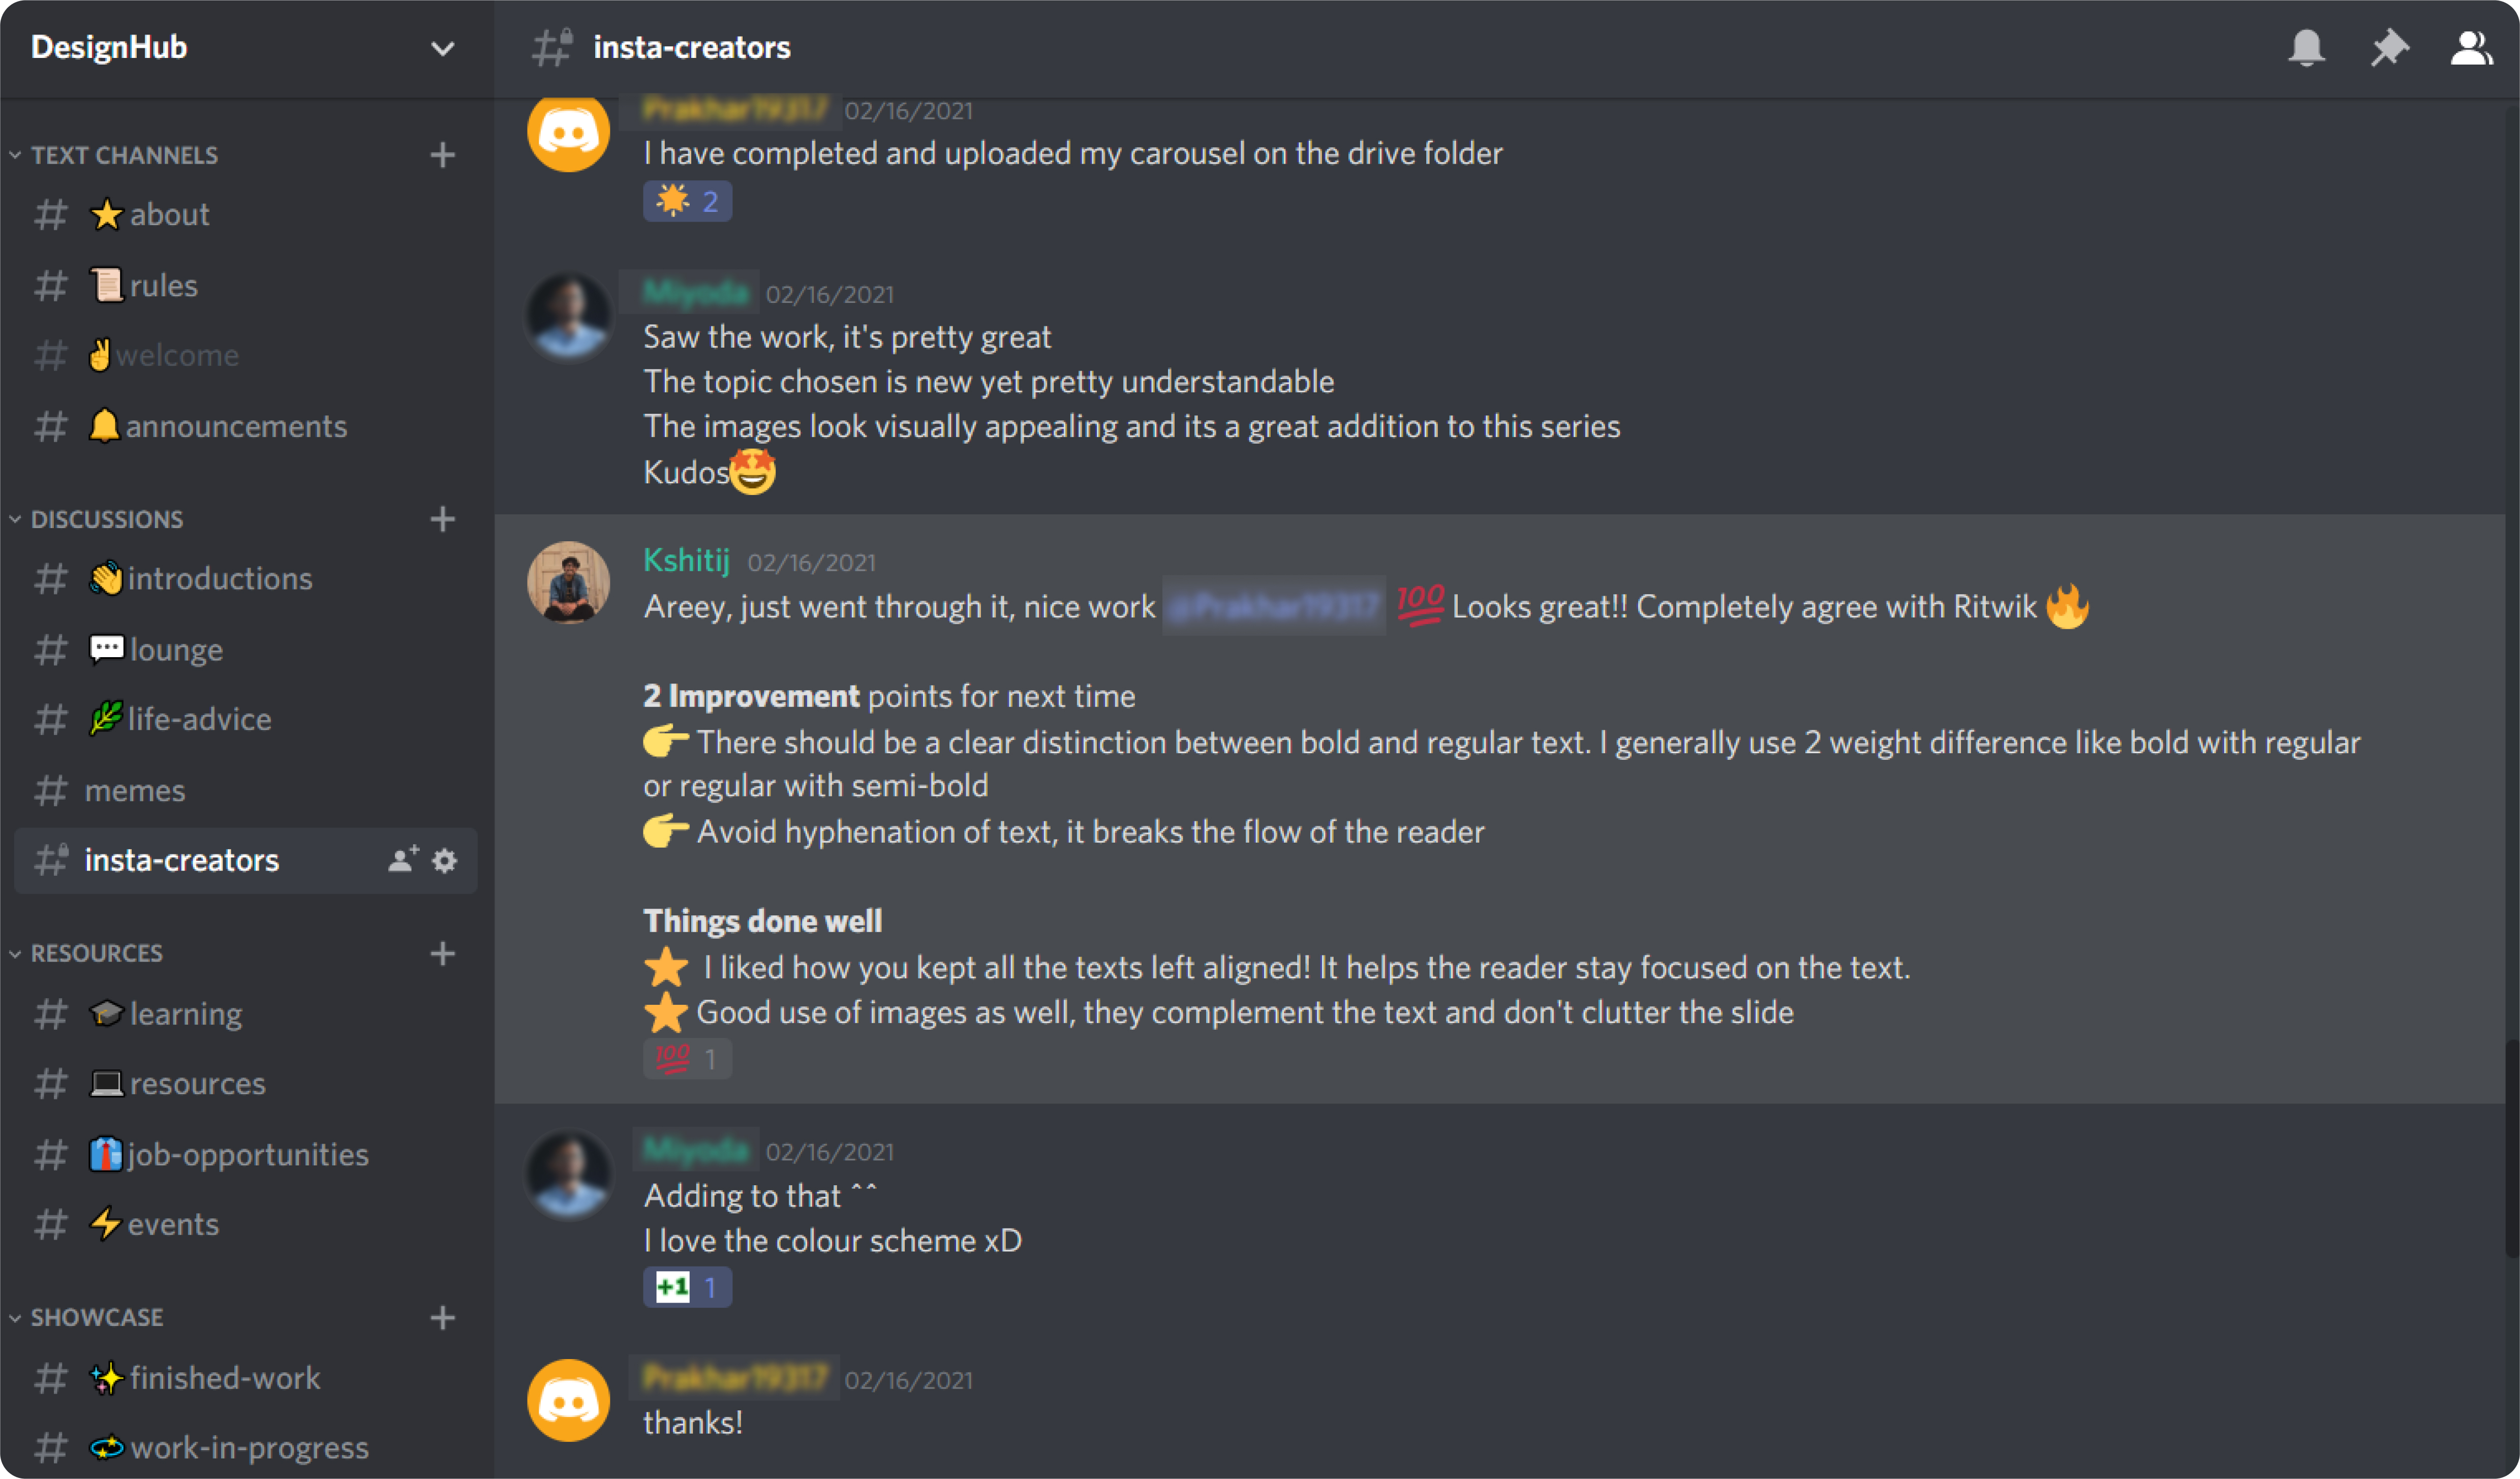 DesignHub
TEXT CHANNELS
about
rules
welcome
announcements
DISCUSSIONS
introductions
lounge
life-advice
memes
insta-creators
RESOURCES
learning
resources
job-opportunities
events
SHOWCASE
finished-work
work-in-progress
insta-creators
Prakhar19317 02/16/2021
I have completed and uploaded my carousel on the drive folder
2
Miyoda 02/16/2021
Saw the work, it's pretty great
The topic chosen is new yet pretty understandable
The images look visually appealing and its a great addition to this series
Kudos🤩
Kshitij 02/16/2021
Areey, just went through it, nice work @Prakhar19317 💯 Looks great!! Completely agree with Ritwik 🔥
2 Improvement points for next time
👉 There should be a clear distinction between bold and regular text. I generally use 2 weight difference like bold with regular
or regular with semi-bold
👉 Avoid hyphenation of text, it breaks the flow of the reader
Things done well
⭐ I liked how you kept all the texts left aligned! It helps the reader stay focused on the text.
⭐ Good use of images as well, they complement the text and don't clutter the slide
💯 1
Miyoda 02/16/2021
Adding to that ^^
I love the colour scheme xD
+1 1
Prakhar19317 02/16/2021
thanks!